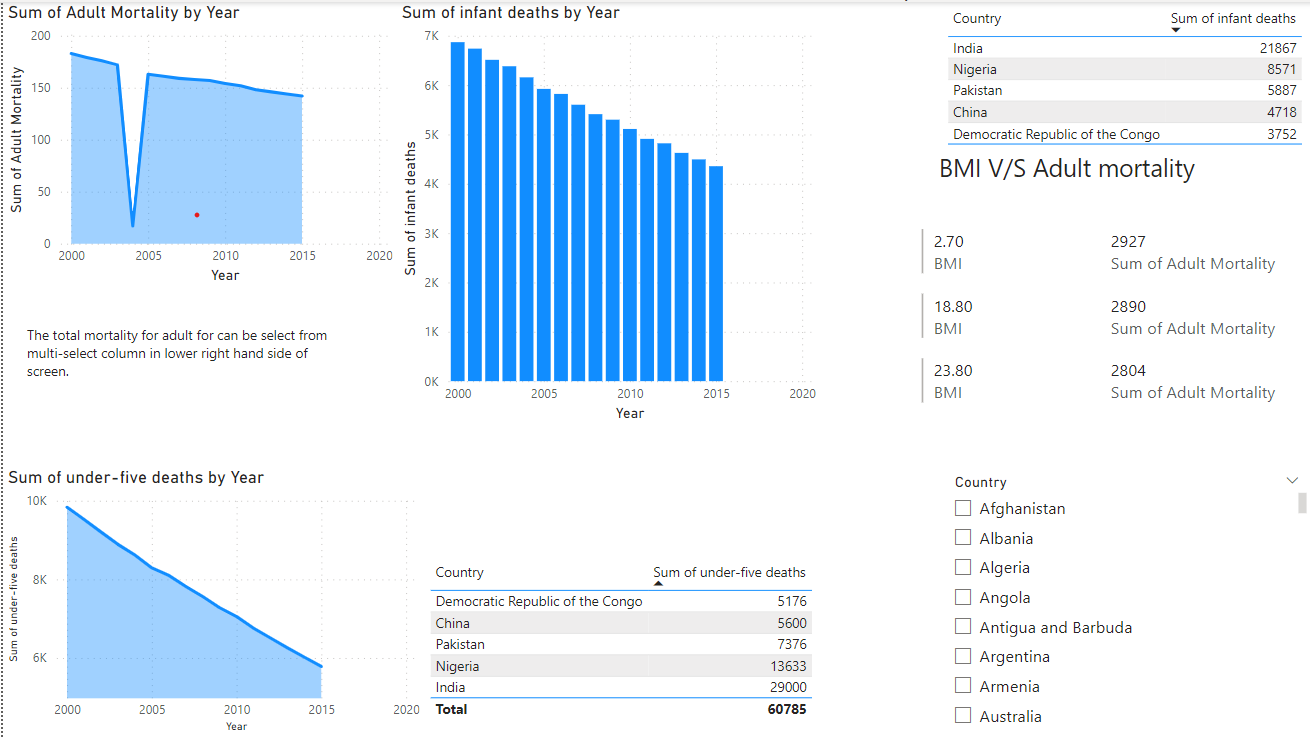 Sum of Adult Mortality by Year
200
150
100
50
0
Sum of Adult Mortality
2000 2005 2010 2015 2020
Year
The total mortality for adult for can be select from
multi-select column in lower right hand side of
screen.
Sum of infant deaths by Year
7K
6K
5K
4K
3K
2K
1K
0K
Sum of infant deaths
2000 2005 2010 2015 2020
Year
Country Sum of infant deaths
India 21867
Nigeria 8571
Pakistan 5887
China 4718
Democratic Republic of the Congo 3752
BMI V/S Adult mortality
2.70 2927
BMI Sum of Adult Mortality
18.80 2890
BMI Sum of Adult Mortality
23.80 2804
BMI Sum of Adult Mortality
Sum of under-five deaths by Year
10K
8K
6K
Sum of under-five deaths
2000 2005 2010 2015 2020
Year
Country Sum of under-five deaths
Democratic Republic of the Congo 5176
China 5600
Pakistan 7376
Nigeria 13633
India 29000
Total 60785
Country
Afghanistan
Albania
Algeria
Angola
Antigua and Barbuda
Argentina
Armenia
Australia